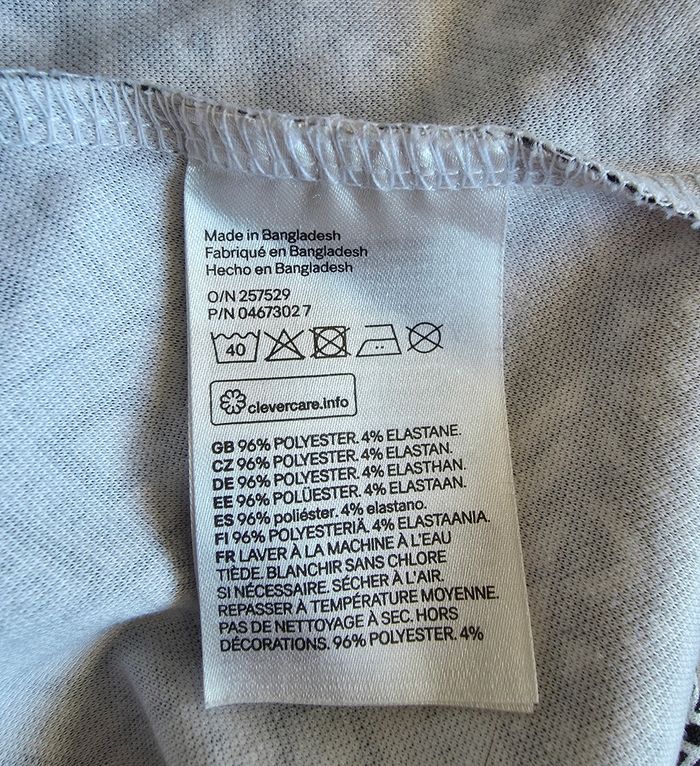 Made in Bangladesh
Fabriqué en Bangladesh
Hecho en Bangladesh
O/N 257529
P/N 0467302 7
40
clevercare.info
GB 96% POLYESTER. 4% ELASTANE.
CZ 96% POLYESTER. 4% ELASTAN.
DE 96% POLYESTER. 4% ELASTHAN.
EE 96% POLÜESTER. 4% ELASTAAN.
ES 96% poliéster. 4% elastano.
FI 96% POLYESTERIÄ. 4% ELASTAANIA.
FR LAVER À LA MACHINE À L'EAU
TIÈDE. BLANCHIR SANS CHLORE
SI NÉCESSAIRE. SÉCHER À L'AIR.
REPASSER À TEMPÉRATURE MOYENNE.
PAS DE NETTOYAGE À SEC. HORS
DÉCORATIONS. 96% POLYESTER. 4%